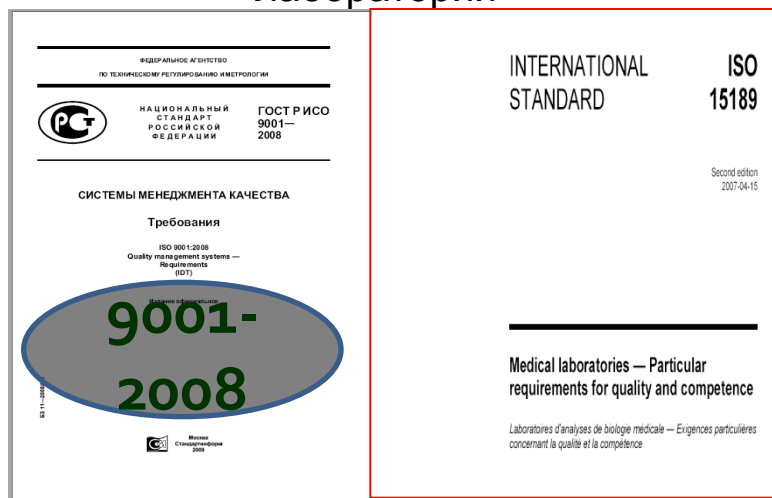 ФЕДЕРАЛЬНОЕ АГЕНТСТВО
ПО ТЕХНИЧЕСКОМУ РЕГУЛИРОВАНИЮ И МЕТРОЛОГИИ
НАЦИОНАЛЬНЫЙ
СТАНДАРТ
РОССИЙСКОЙ
ФЕДЕРАЦИИ
ГОСТ Р ИСО
9001—
2008
СИСТЕМЫ МЕНЕДЖМЕНТА КАЧЕСТВА
Требования
ISO 9001:2008
Quality management systems —
Requirements
(IDT)
Издание официальное
9001-
2008
Москва
Стандартинформ
2009
INTERNATIONAL
STANDARD
ISO
15189
Second edition
2007-04-15
Medical laboratories — Particular
requirements for quality and competence
Laboratoires d'analyses de biologie médicale — Exigences particulières
concernant la qualité et la compétence